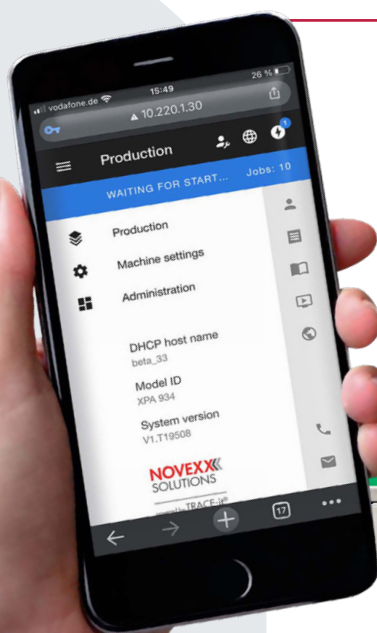 vodafone.de 15:49 26 %
10.220.1.30
Production 1
WAITING FOR START... Jobs: 10
Production
Machine settings
Administration
DHCP host name
beta_33
Model ID
XPA 934
System version
V1.T19508
NOVEXX
SOLUTIONS
TRACE-it®
17